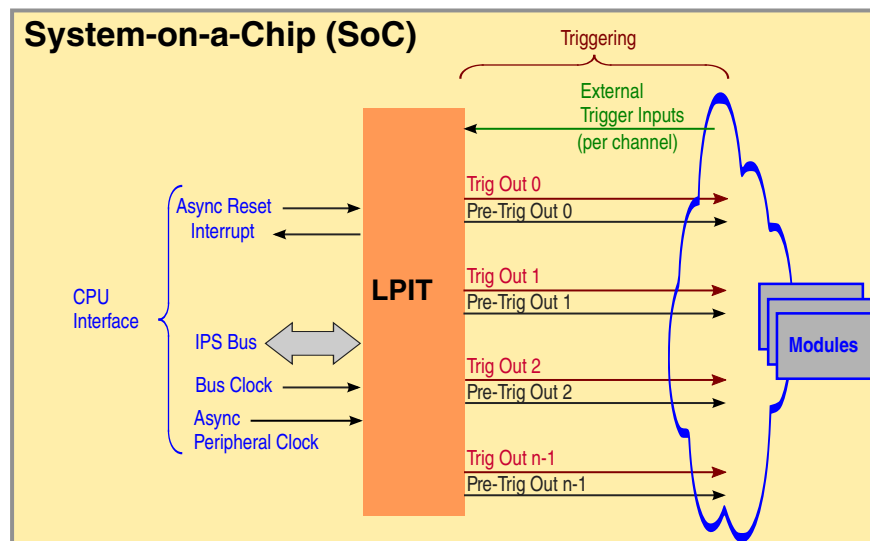 System-on-a-Chip (SoC)
Triggering
External
Trigger Inputs
(per channel)
Trig Out 0
Pre-Trig Out 0
Async Reset
Interrupt
Trig Out 1
Pre-Trig Out 1
LPIT
CPU
Interface
IPS Bus
Modules
Trig Out 2
Pre-Trig Out 2
Bus Clock
Async
Peripheral Clock
Trig Out n-1
Pre-Trig Out n-1